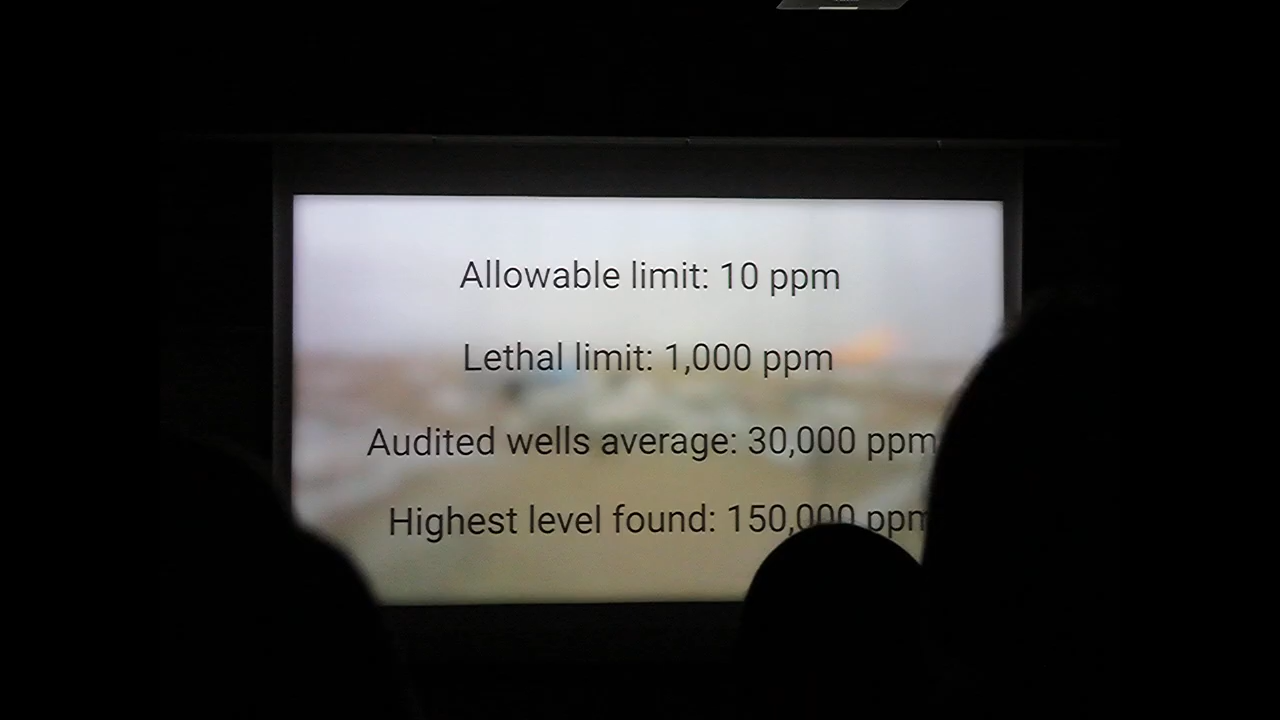 Allowable limit: 10 ppm
Lethal limit: 1,000 ppm
Audited wells average: 30,000 ppm
Highest level found: 150,000 ppm